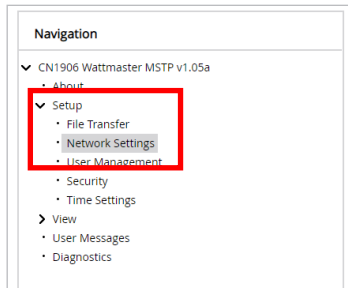 Navigation
CN1906 Wattmaster MSTP v1.05a
About
Setup
File Transfer
Network Settings
User Management
Security
Time Settings
View
User Messages
Diagnostics